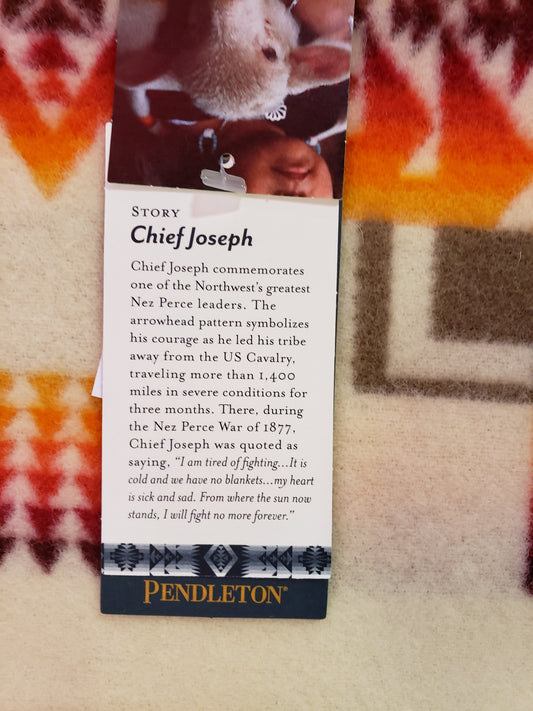 STORY
Chief Joseph
Chief Joseph commemorates
one of the Northwest's greatest
Nez Perce leaders. The
arrowhead pattern symbolizes
his courage as he led his tribe
away from the US Cavalry,
traveling more than 1,400
miles in severe conditions for
three months. There, during
the Nez Perce War of 1877,
Chief Joseph was quoted as
saying, “I am tired of fighting...It is
cold and we have no blankets...my heart
is sick and sad. From where the sun now
stands, I will fight no more forever.”
PENDLETON®